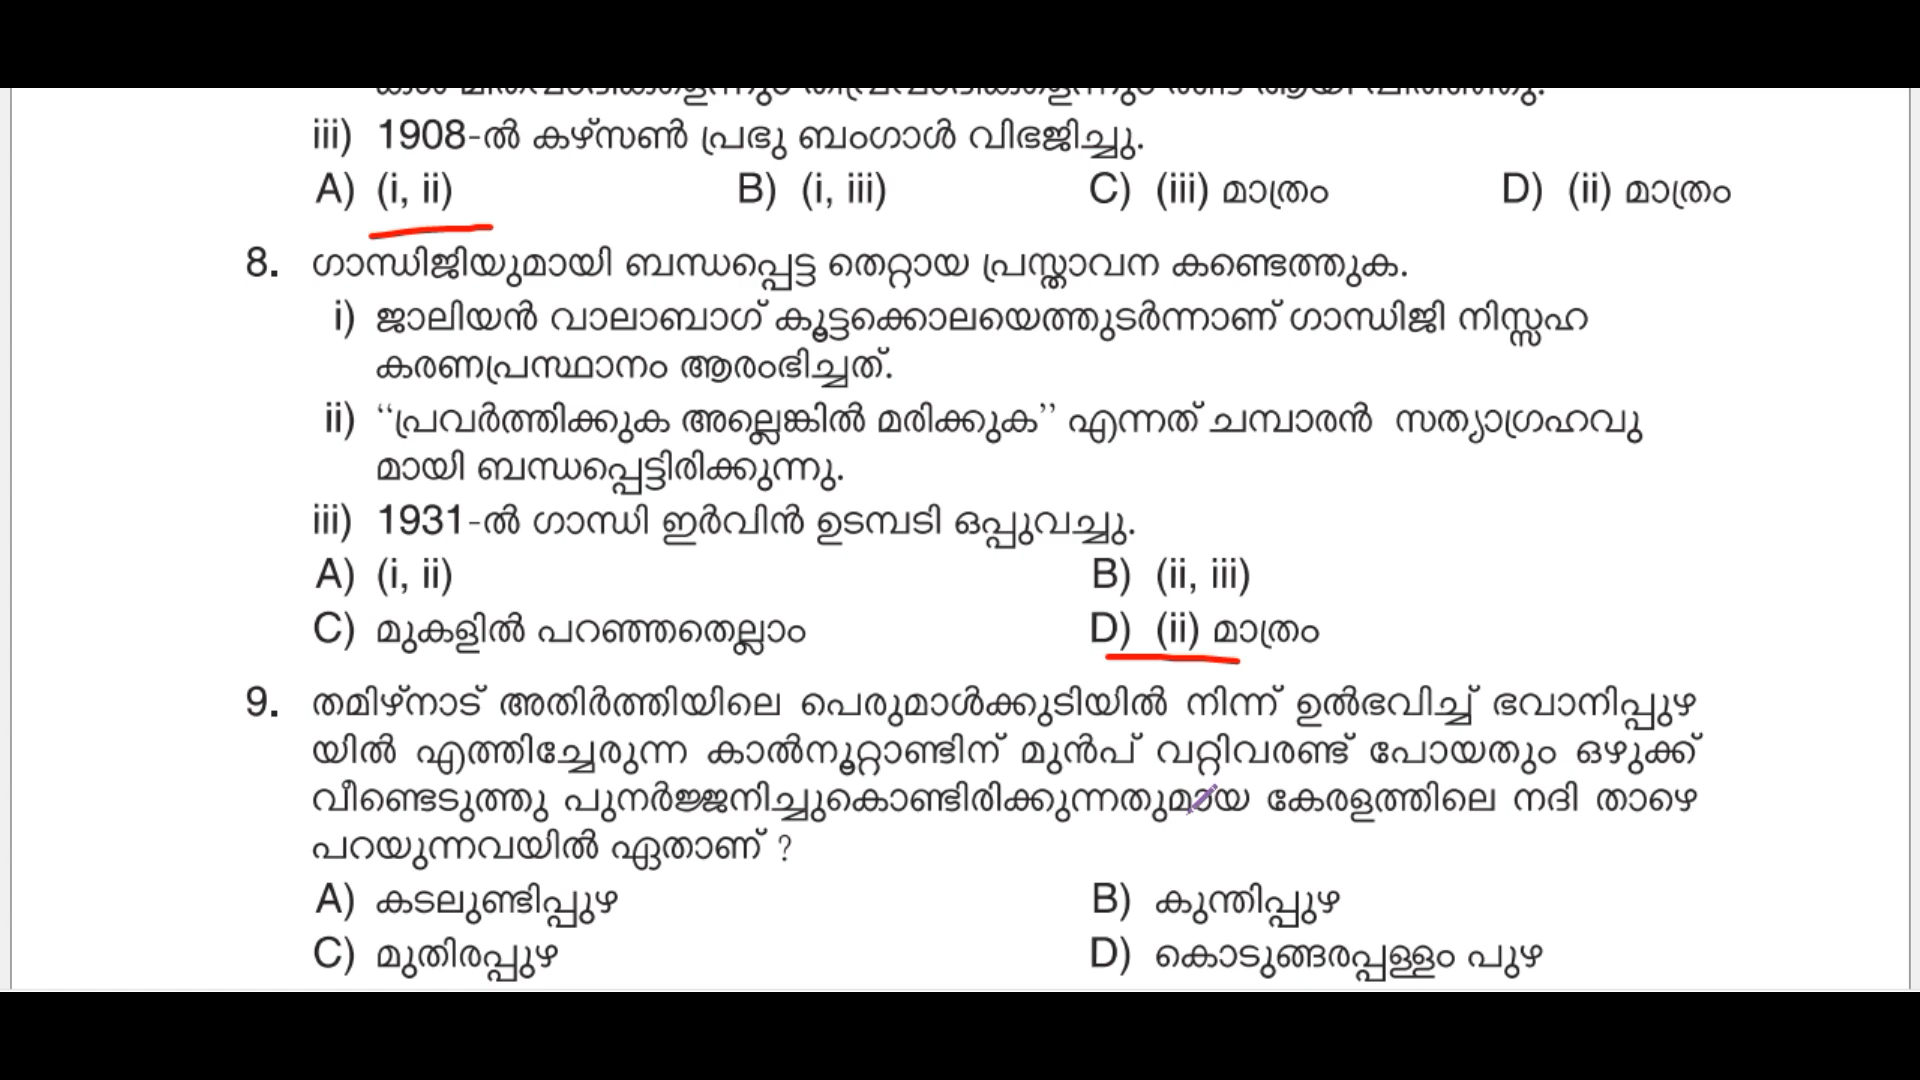 iii) 1908-ൽ കഴ്സൺ പ്രഭു ബംഗാൾ വിഭജിച്ചു.
A) (i, ii) B) (i, iii) C) (iii) മാത്രം D) (ii) മാത്രം
8. ഗാന്ധിജിയുമായി ബന്ധപ്പെട്ട തെറ്റായ പ്രസ്താവന കണ്ടെത്തുക.
i) ജാലിയൻ വാലാബാഗ് കൂട്ടക്കൊലയെത്തുടർന്നാണ് ഗാന്ധിജി നിസ്സഹ
കരണപ്രസ്ഥാനം ആരംഭിച്ചത്.
ii) “പ്രവർത്തിക്കുക അല്ലെങ്കിൽ മരിക്കുക” എന്നത് ചമ്പാരൻ സത്യാഗ്രഹവു
മായി ബന്ധപ്പെട്ടിരിക്കുന്നു.
iii) 1931-ൽ ഗാന്ധി ഇർവിൻ ഉടമ്പടി ഒപ്പുവച്ചു.
A) (i, ii) B) (ii, iii)
C) മുകളിൽ പറഞ്ഞതെല്ലാം D) (ii) മാത്രം
9. തമിഴ്നാട് അതിർത്തിയിലെ പെരുമാൾക്കുടിയിൽ നിന്ന് ഉൽഭവിച്ച് ഭവാനിപ്പുഴ
യിൽ എത്തിച്ചേരുന്ന കാൽനൂറ്റാണ്ടിന് മുൻപ് വറ്റിവരണ്ട് പോയതും ഒഴുക്ക്
വീണ്ടെടുത്തു പുനർജ്ജനിച്ചുകൊണ്ടിരിക്കുന്നതുമായ കേരളത്തിലെ നദി താഴെ
പറയുന്നവയിൽ ഏതാണ് ?
A) കടലുണ്ടിപ്പുഴ B) കുന്തിപ്പുഴ
C) മുതിരപ്പുഴ D) കൊടുങ്ങരപ്പള്ളം പുഴ